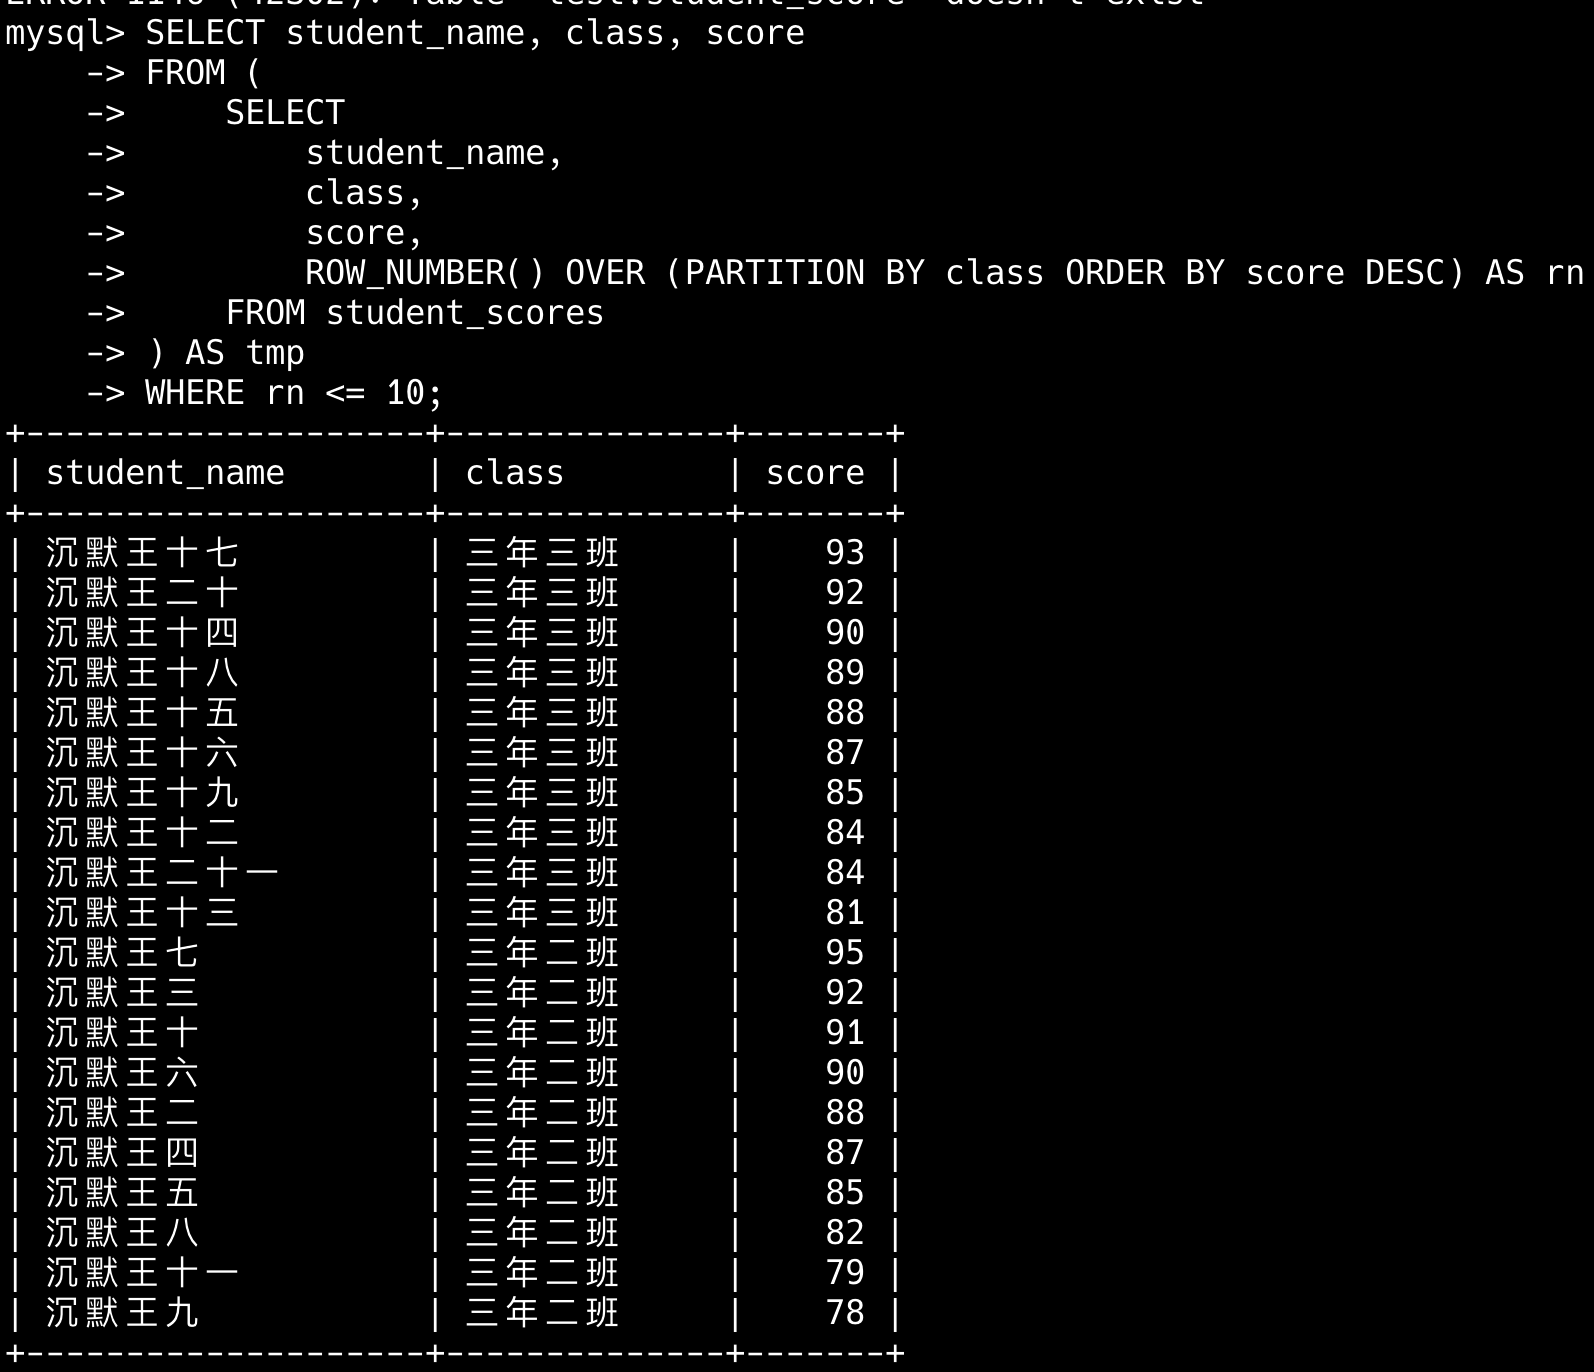 ERROR 1146 (42S02): Table 'test.student_score' doesn't exist
mysql> SELECT student_name, class, score
    -> FROM (
    ->     SELECT
    ->         student_name,
    ->         class,
    ->         score,
    ->         ROW_NUMBER() OVER (PARTITION BY class ORDER BY score DESC) AS rn
    ->     FROM student_scores
    -> ) AS tmp
    -> WHERE rn <= 10;
+--------------------+--------------+-------+
| student_name       | class        | score |
+--------------------+--------------+-------+
| 沉默王十七 | 三年三班 | 93 |
| 沉默王二十 | 三年三班 | 92 |
| 沉默王十四 | 三年三班 | 90 |
| 沉默王十八 | 三年三班 | 89 |
| 沉默王十五 | 三年三班 | 88 |
| 沉默王十六 | 三年三班 | 87 |
| 沉默王十九 | 三年三班 | 85 |
| 沉默王十二 | 三年三班 | 84 |
| 沉默王二十一 | 三年三班 | 84 |
| 沉默王十三 | 三年三班 | 81 |
| 沉默王七 | 三年二班 | 95 |
| 沉默王三 | 三年二班 | 92 |
| 沉默王十 | 三年二班 | 91 |
| 沉默王六 | 三年二班 | 90 |
| 沉默王二 | 三年二班 | 88 |
| 沉默王四 | 三年二班 | 87 |
| 沉默王五 | 三年二班 | 85 |
| 沉默王八 | 三年二班 | 82 |
| 沉默王十一 | 三年二班 | 79 |
| 沉默王九 | 三年二班 | 78 |
+--------------------+--------------+-------+